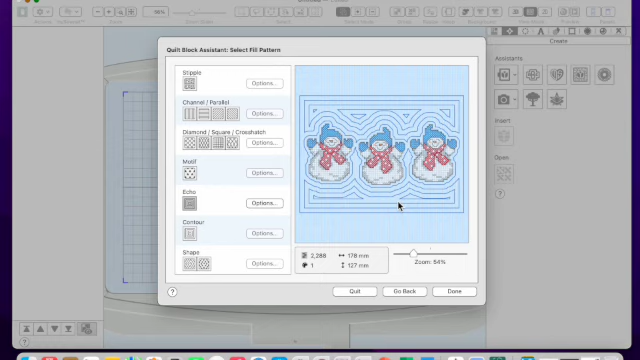 98%
Create
Quilt Block Assistant: Select Fill Pattern
Stipple
Options...
Channel / Parallel
Options...
Diamond / Square / Crosshatch
Options...
Motif
Options...
Echo
Options...
Contour
Options...
Shape
Options...
2,288
178 mm
1
127 mm
Zoom: 54%
?
Quit
Go Back
Done
Assistants
Insert
Open
?